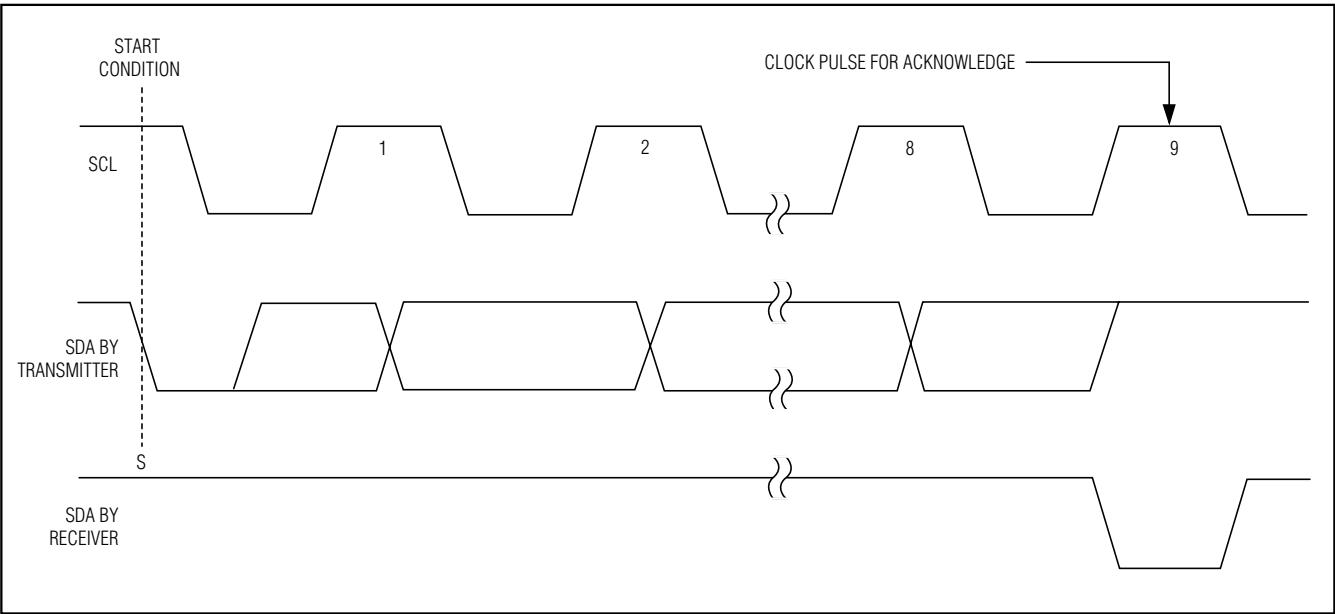 START
CONDITION
CLOCK PULSE FOR ACKNOWLEDGE
SCL
1
2
8
9
SDA BY
TRANSMITTER
S
SDA BY
RECEIVER